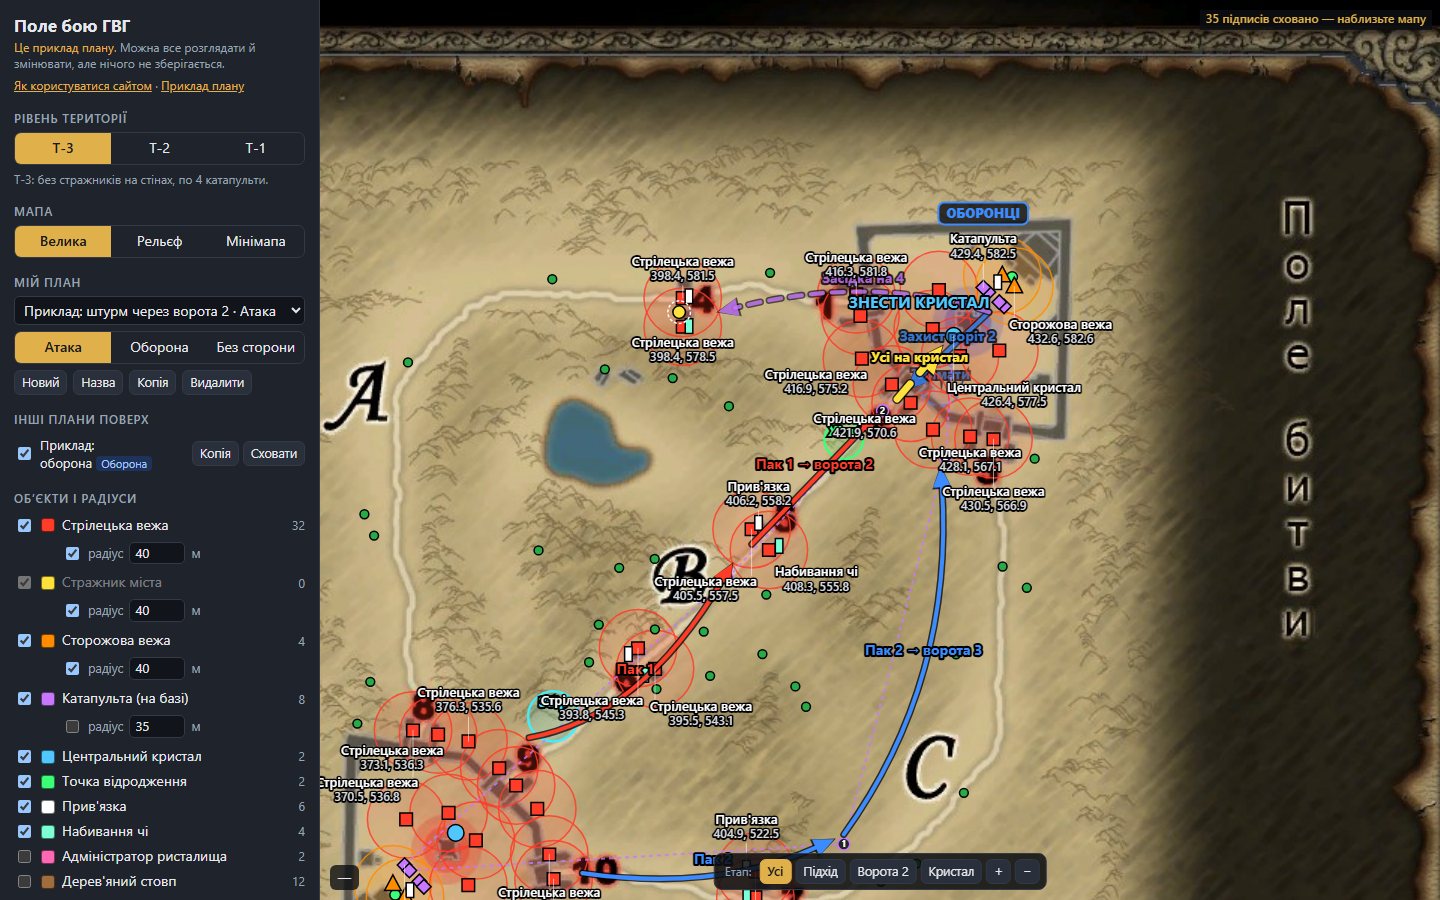 Поле бою ГВГ
Це приклад плану. Можна все розглядати й
змінювати, але нічого не зберігається.
Як користуватися сайтом · Приклад плану
РІВЕНЬ ТЕРИТОРІЇ
Т-3
Т-2
Т-1
Т-3: без стражників на стінах, по 4 катапульти.
МАПА
Велика
Рельєф
Мінімапа
МІЙ ПЛАН
Приклад: штурм через ворота 2 · Атака
Атака
Оборона
Без сторони
Новий
Назва
Копія
Видалити
ІНШІ ПЛАНИ ПОВЕРХ
Приклад:
оборона Оборона
Копія
Сховати
ОБ'ЄКТИ І РАДІУСИ
Стрілецька вежа 32
радіус 40 м
Стражник міста 0
радіус 40 м
Сторожова вежа 4
радіус 40 м
Катапульта (на базі) 8
радіус 35 м
Центральний кристал 2
Точка відродження 2
Прив'язка 6
Набивання чі 4
Адміністратор ристалища 2
Дерев'яний стовп 12
35 підписів сховано — наблизьте мапу
Поле битви
ОБОРОНЦІ
Катапульта
429.4, 582.5
Стрілецька вежа
416.3, 581.8
Засідка на 4
Стрілецька вежа
398.4, 581.5
4
ЗНЕСТИ КРИСТАЛ
Сторожова вежа
432.6, 582.6
Захист воріт 2
Стрілецька вежа
398.4, 578.5
Усі на кристал
Стрілецька вежа
416.9, 575.2
Центральний кристал
426.4, 577.5
A
2
Стрілецька вежа
421.9, 570.6
Стрілецька вежа
428.1, 567.1
Пак 1 → ворота 2
Прив'язка
406.2, 558.2
Стрілецька вежа
430.5, 566.9
B
Набивання чі
408.3, 555.8
Стрілецька вежа
405.5, 557.5
Пак 2 → ворота 3
Пак 1
Стрілецька вежа
376.3, 535.6
8
Стрілецька вежа
393.8, 545.3
Стрілецька вежа
395.5, 543.1
Стрілецька вежа
373.1, 536.3
9
C
Стрілецька вежа
370.5, 536.8
Прив'язка
404.9, 522.5
1
10
Стрілецька вежа
—
Етап:
Усі
Підхід
Ворота 2
Кристал
+
−